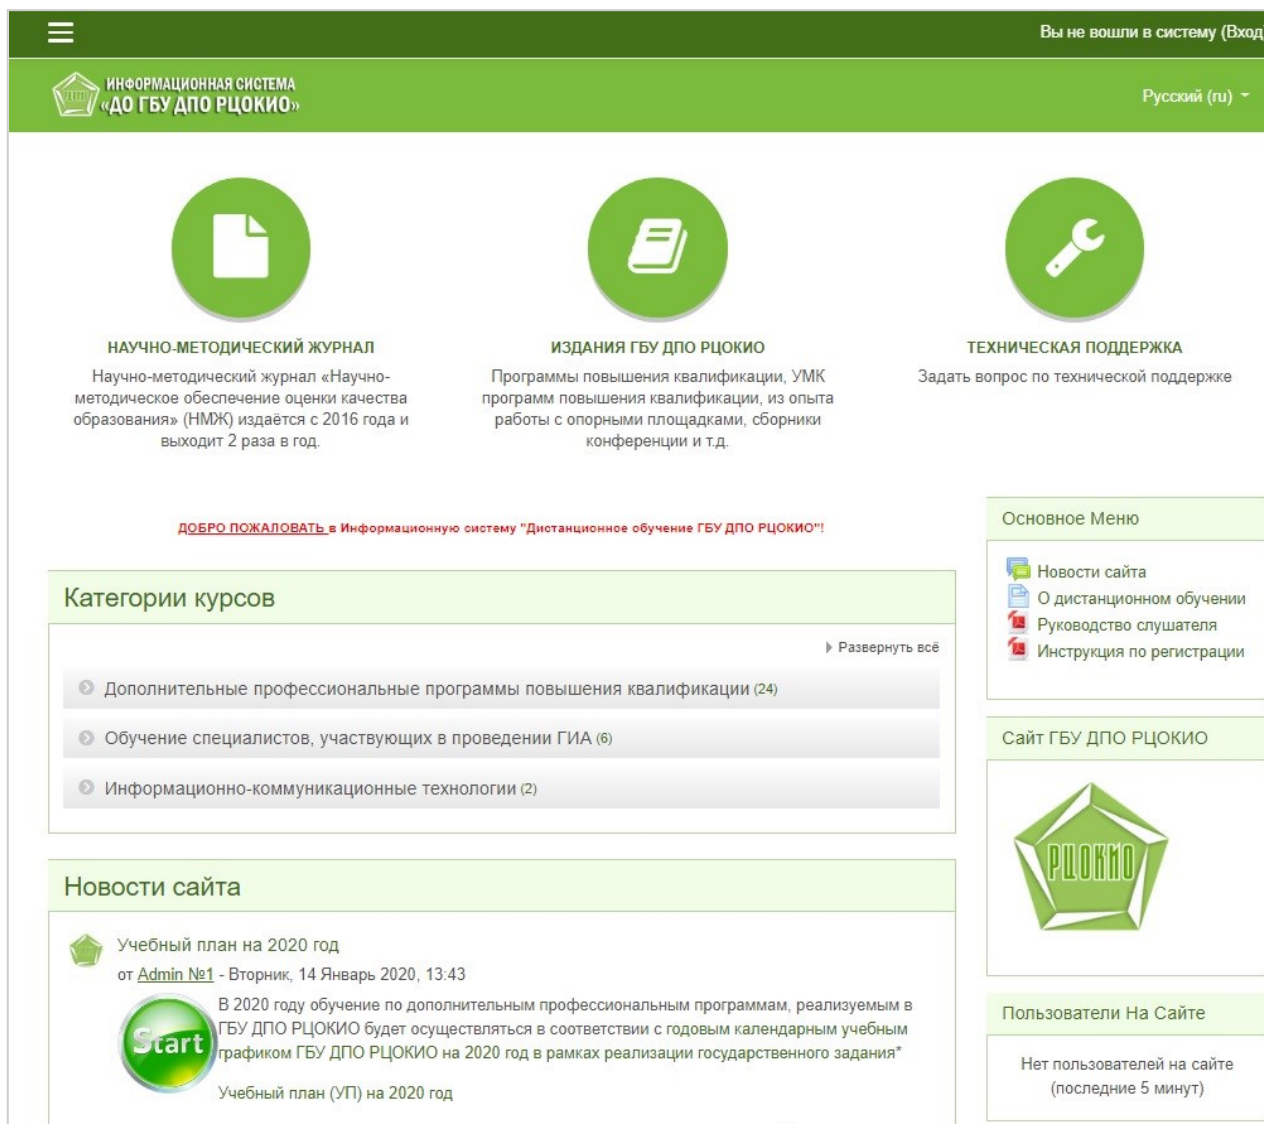 Вы не вошли в систему (Вход)
ИНФОРМАЦИОННАЯ СИСТЕМА
«ДО ГБУ ДПО РЦОКИО»
Русский (ru)
НАУЧНО-МЕТОДИЧЕСКИЙ ЖУРНАЛ
Научно-методический журнал «Научно-
методическое обеспечение оценки качества
образования» (НМЖ) издаётся с 2016 года и
выходит 2 раза в год.
ИЗДАНИЯ ГБУ ДПО РЦОКИО
Программы повышения квалификации, УМК
программ повышения квалификации, из опыта
работы с опорными площадками, сборники
конференции и т.д.
ТЕХНИЧЕСКАЯ ПОДДЕРЖКА
Задать вопрос по технической поддержке
ДОБРО ПОЖАЛОВАТЬ в Информационную систему "Дистанционное обучение ГБУ ДПО РЦОКИО"!
Категории курсов
Развернуть всё
Дополнительные профессиональные программы повышения квалификации (24)
Обучение специалистов, участвующих в проведении ГИА (6)
Информационно-коммуникационные технологии (2)
Новости сайта
Учебный план на 2020 год
от Admin №1 - Вторник, 14 Январь 2020, 13:43
Start
В 2020 году обучение по дополнительным профессиональным программам, реализуемым в
ГБУ ДПО РЦОКИО будет осуществляться в соответствии с годовым календарным учебным
графиком ГБУ ДПО РЦОКИО на 2020 год в рамках реализации государственного задания*
Учебный план (УП) на 2020 год
Основное Меню
Новости сайта
О дистанционном обучении
Руководство слушателя
Инструкция по регистрации
Сайт ГБУ ДПО РЦОКИО
РЦОКИО
Пользователи На Сайте
Нет пользователей на сайте
(последние 5 минут)